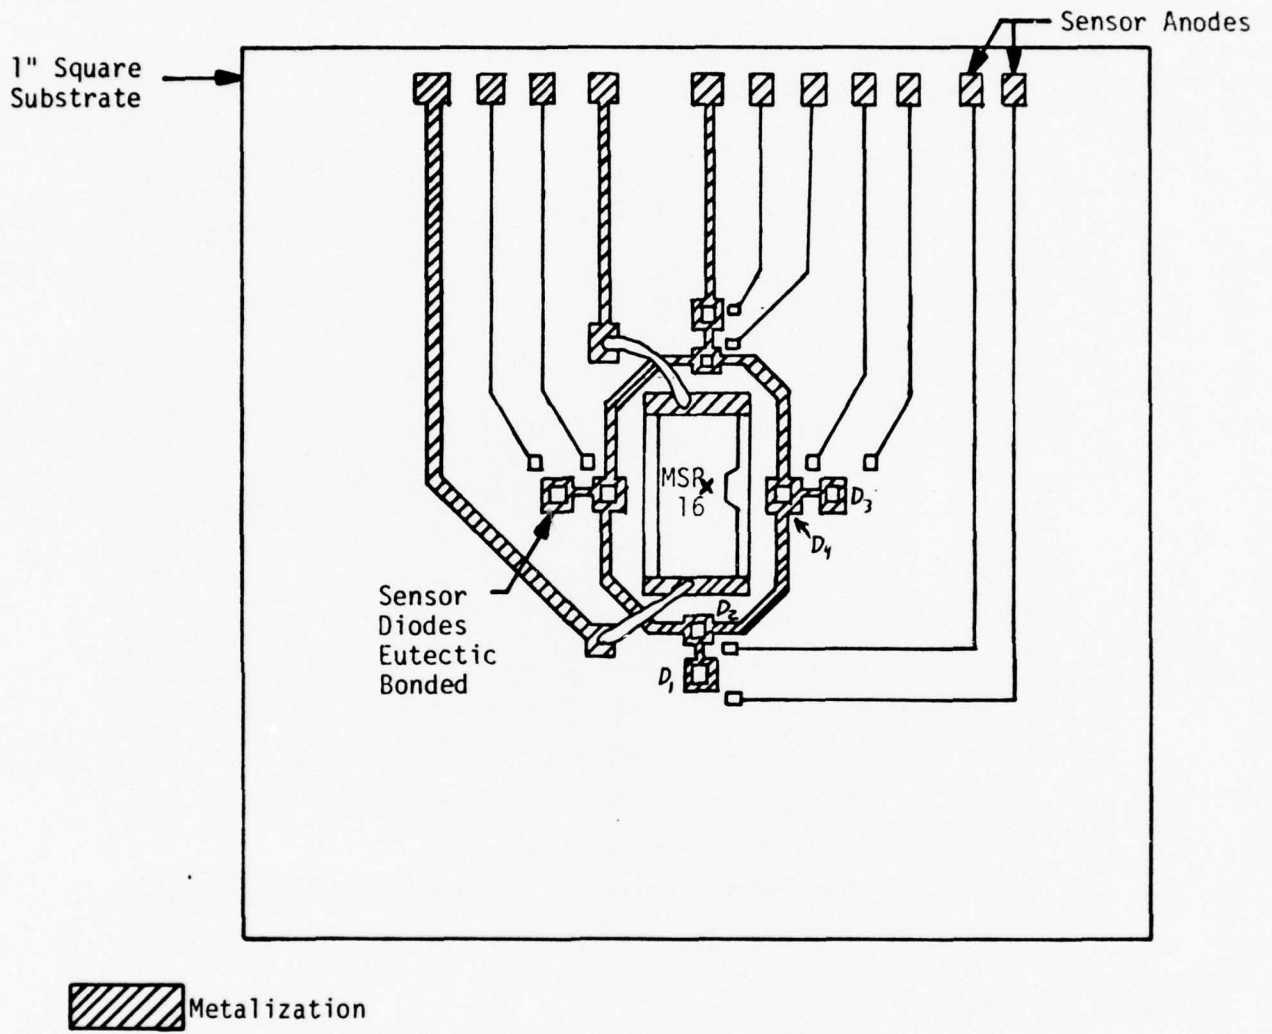 Sensor Anodes
1" Square
Substrate
MSR
16
D3
D4
Sensor
Diodes
Eutectic
Bonded
D2
D1
Metalization